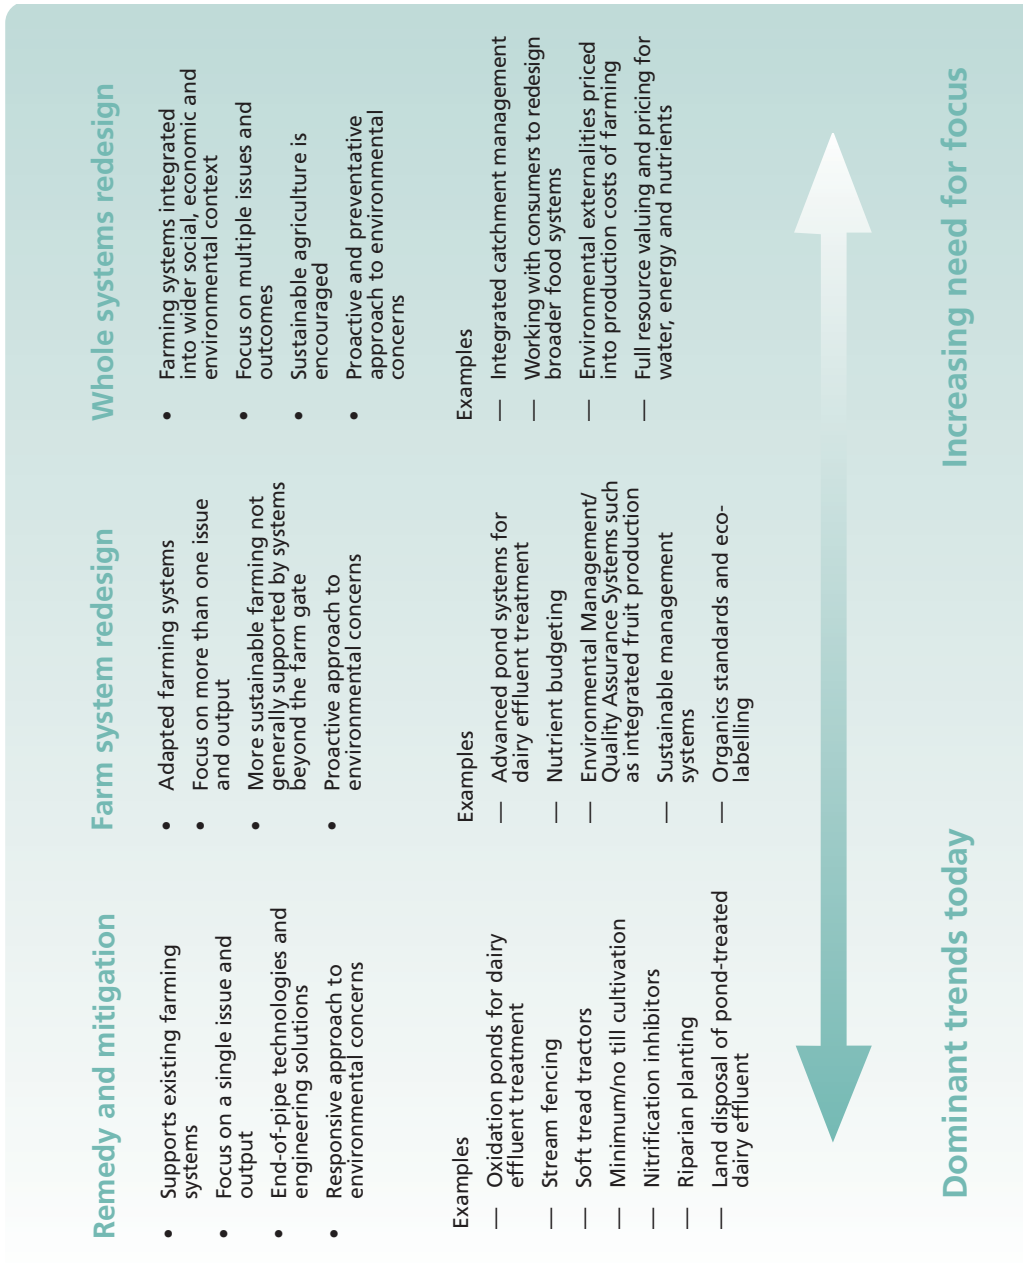 Remedy and mitigation
• Supports existing farming
systems
• Focus on a single issue and
output
• End-of-pipe technologies and
engineering solutions
• Responsive approach to
environmental concerns
Examples
— Oxidation ponds for dairy
effluent treatment
— Stream fencing
— Soft tread tractors
— Minimum/no till cultivation
— Nitrification inhibitors
— Riparian planting
— Land disposal of pond-treated
dairy effluent
Farm system redesign
• Adapted farming systems
• Focus on more than one issue
and output
• More sustainable farming not
generally supported by systems
beyond the farm gate
• Proactive approach to
environmental concerns
Examples
— Advanced pond systems for
dairy effluent treatment
— Nutrient budgeting
— Environmental Management/
Quality Assurance Systems such
as integrated fruit production
— Sustainable management
systems
— Organics standards and eco-
labelling
Whole systems redesign
• Farming systems integrated
into wider social, economic and
environmental context
• Focus on multiple issues and
outcomes
• Sustainable agriculture is
encouraged
• Proactive and preventative
approach to environmental
concerns
Examples
— Integrated catchment management
— Working with consumers to redesign
broader food systems
— Environmental externalities priced
into production costs of farming
— Full resource valuing and pricing for
water, energy and nutrients
Dominant trends today
Increasing need for focus